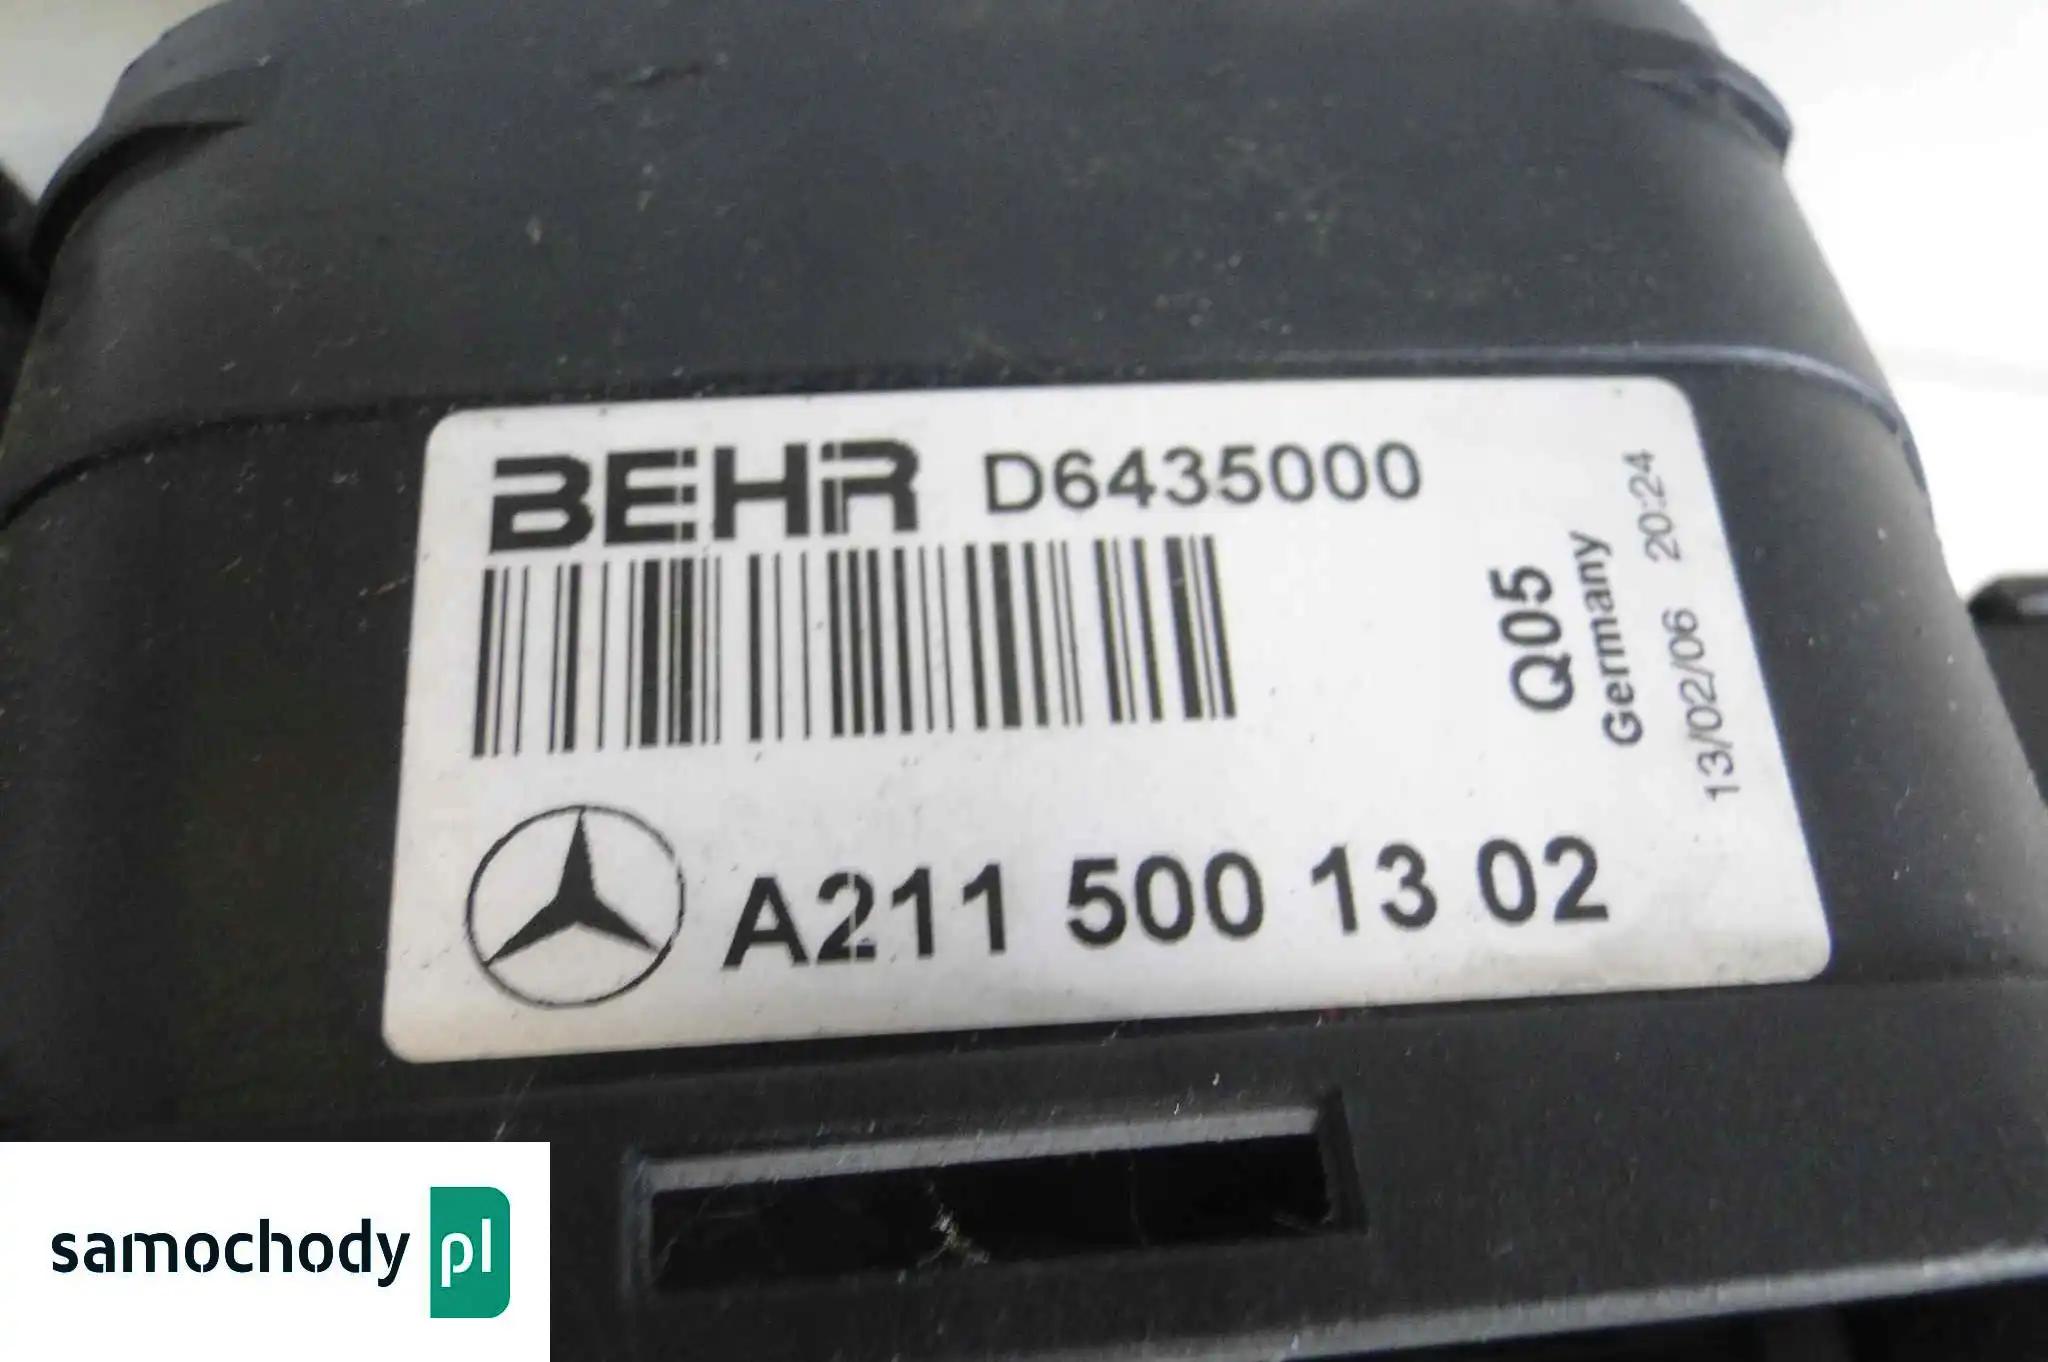 BEHR D6435000
Q05
Germany
13/02/06 20:24
A211 500 13 02
samochody pl